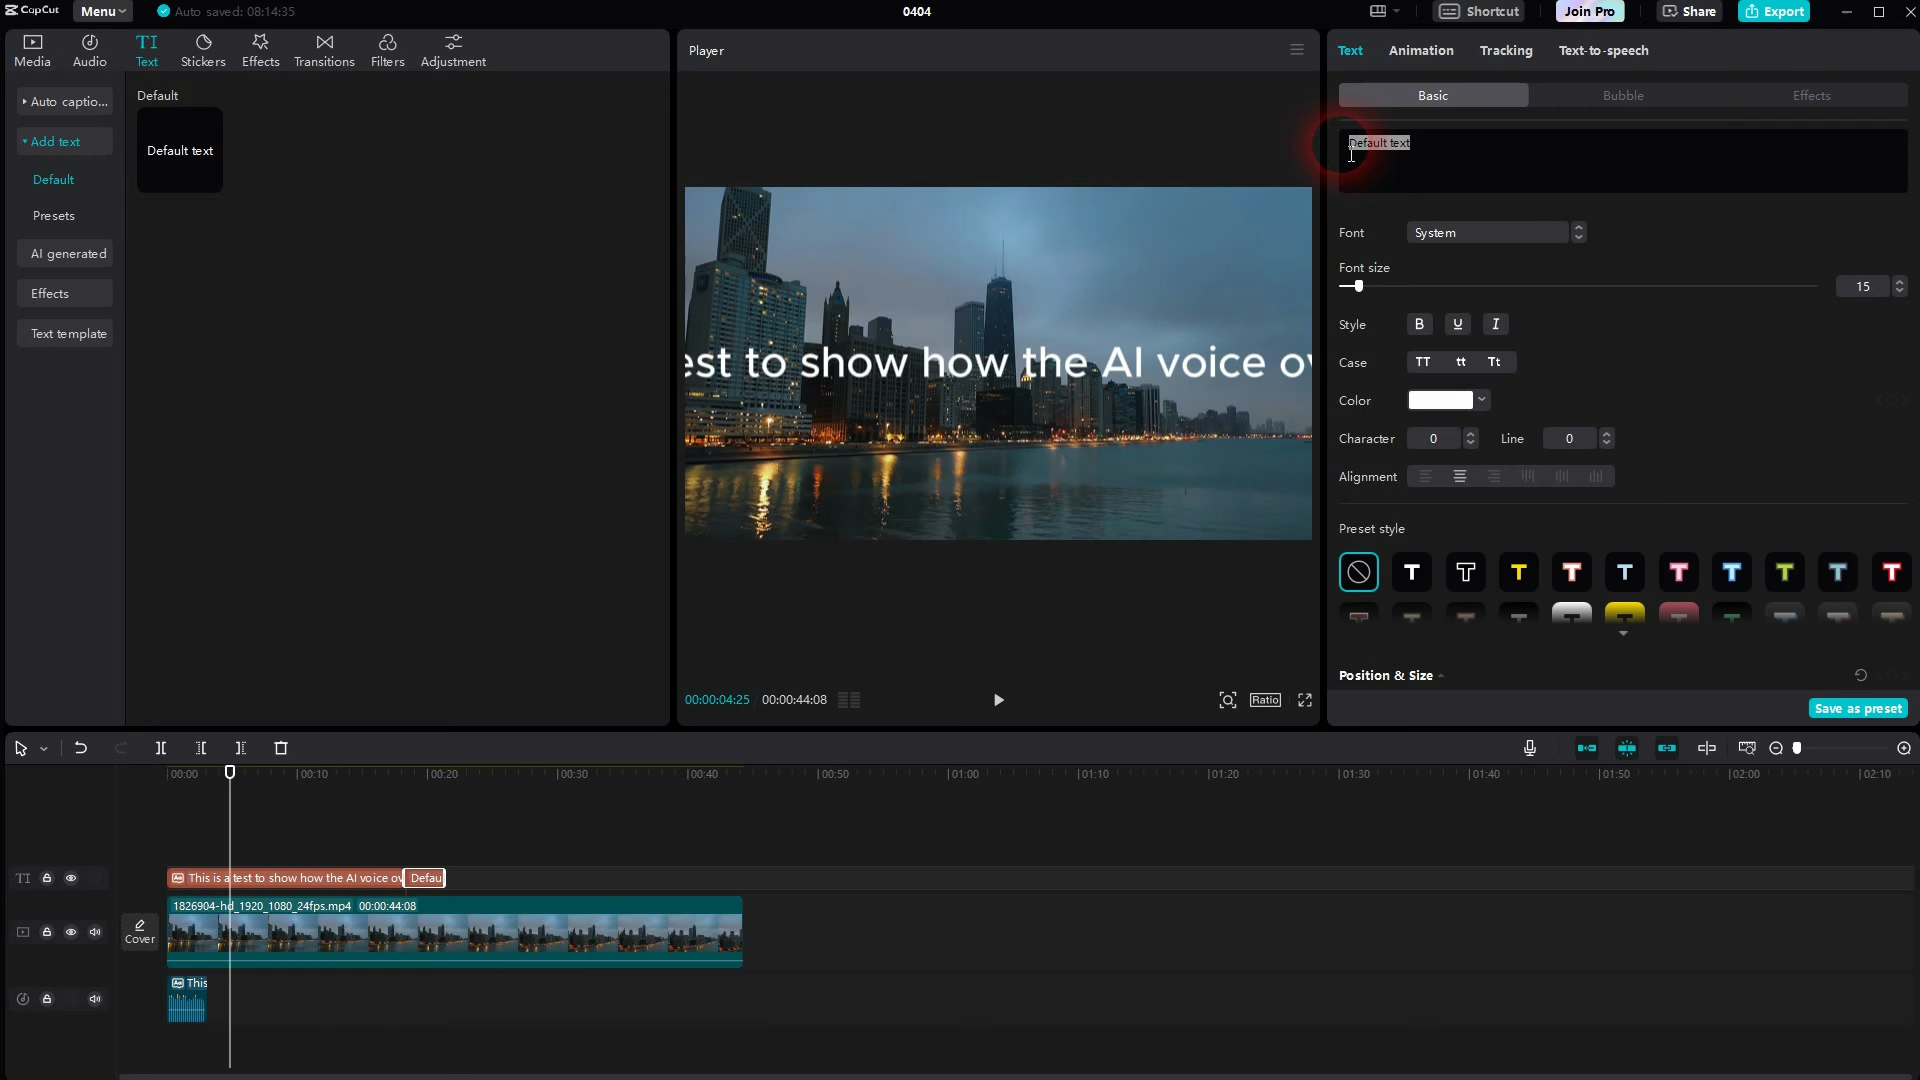 CapCut
Menu
Auto saved: 08:14:35
0404
Shortcut
Join Pro
Share
Export
Media
Audio
TI
Text
Stickers
Effects
Transitions
Filters
Adjustment
Auto captio...
Add text
Default
Presets
AI generated
Effects
Text template
Default
Default text
Player
est to show how the AI voice ov
00:00:04:25
00:00:44:08
Ratio
Text
Animation
Tracking
Text-to-speech
Basic
Bubble
Effects
Default text
Font
System
Font size
15
Style
B
U
I
Case
TT
tt
Tt
Color
Character
0
Line
0
Alignment
Preset style
T T T T T T T T T T
Position & Size
Save as preset
00:00
00:10
00:20
00:30
00:40
00:50
01:00
01:10
01:20
01:30
01:40
01:50
02:00
02:10
TI
This is a test to show how the AI voice ov
Defau
Cover
1826904-hd_1920_1080_24fps.mp4 00:00:44:08
This